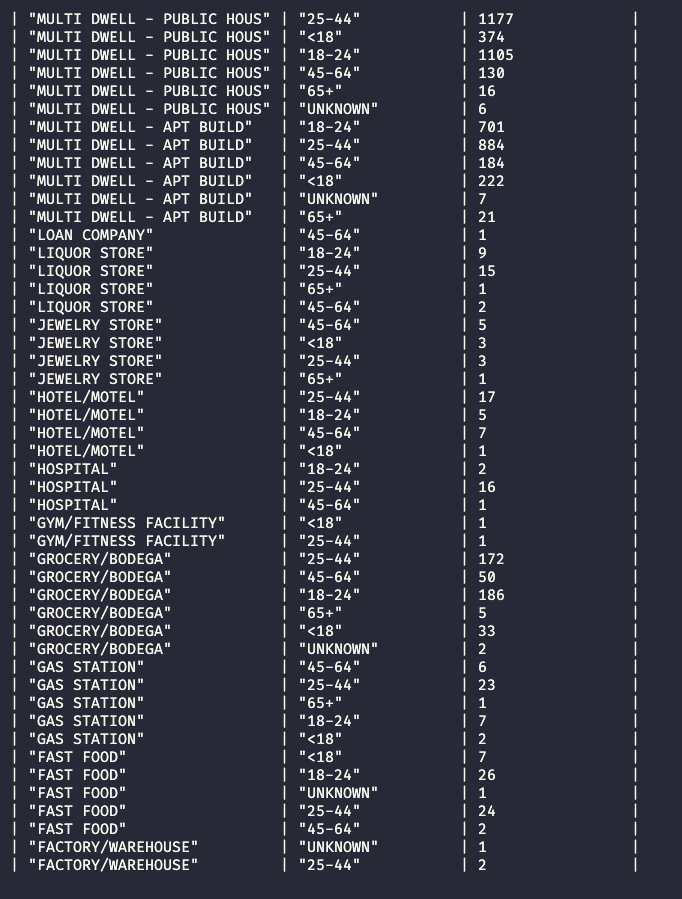 | "MULTI DWELL - PUBLIC HOUS" | "25-44" | 1177 |
| "MULTI DWELL - PUBLIC HOUS" | "<18" | 374 |
| "MULTI DWELL - PUBLIC HOUS" | "18-24" | 1105 |
| "MULTI DWELL - PUBLIC HOUS" | "45-64" | 130 |
| "MULTI DWELL - PUBLIC HOUS" | "65+" | 16 |
| "MULTI DWELL - PUBLIC HOUS" | "UNKNOWN" | 6 |
| "MULTI DWELL - APT BUILD" | "18-24" | 701 |
| "MULTI DWELL - APT BUILD" | "25-44" | 884 |
| "MULTI DWELL - APT BUILD" | "45-64" | 184 |
| "MULTI DWELL - APT BUILD" | "<18" | 222 |
| "MULTI DWELL - APT BUILD" | "UNKNOWN" | 7 |
| "MULTI DWELL - APT BUILD" | "65+" | 21 |
| "LOAN COMPANY" | "45-64" | 1 |
| "LIQUOR STORE" | "18-24" | 9 |
| "LIQUOR STORE" | "25-44" | 15 |
| "LIQUOR STORE" | "65+" | 1 |
| "LIQUOR STORE" | "45-64" | 2 |
| "JEWELRY STORE" | "45-64" | 5 |
| "JEWELRY STORE" | "<18" | 3 |
| "JEWELRY STORE" | "25-44" | 3 |
| "JEWELRY STORE" | "65+" | 1 |
| "HOTEL/MOTEL" | "25-44" | 17 |
| "HOTEL/MOTEL" | "18-24" | 5 |
| "HOTEL/MOTEL" | "45-64" | 7 |
| "HOTEL/MOTEL" | "<18" | 1 |
| "HOSPITAL" | "18-24" | 2 |
| "HOSPITAL" | "25-44" | 16 |
| "HOSPITAL" | "45-64" | 1 |
| "GYM/FITNESS FACILITY" | "<18" | 1 |
| "GYM/FITNESS FACILITY" | "25-44" | 1 |
| "GROCERY/BODEGA" | "25-44" | 172 |
| "GROCERY/BODEGA" | "45-64" | 50 |
| "GROCERY/BODEGA" | "18-24" | 186 |
| "GROCERY/BODEGA" | "65+" | 5 |
| "GROCERY/BODEGA" | "<18" | 33 |
| "GROCERY/BODEGA" | "UNKNOWN" | 2 |
| "GAS STATION" | "45-64" | 6 |
| "GAS STATION" | "25-44" | 23 |
| "GAS STATION" | "65+" | 1 |
| "GAS STATION" | "18-24" | 7 |
| "GAS STATION" | "<18" | 2 |
| "FAST FOOD" | "<18" | 7 |
| "FAST FOOD" | "18-24" | 26 |
| "FAST FOOD" | "UNKNOWN" | 1 |
| "FAST FOOD" | "25-44" | 24 |
| "FAST FOOD" | "45-64" | 2 |
| "FACTORY/WAREHOUSE" | "UNKNOWN" | 1 |
| "FACTORY/WAREHOUSE" | "25-44" | 2 |